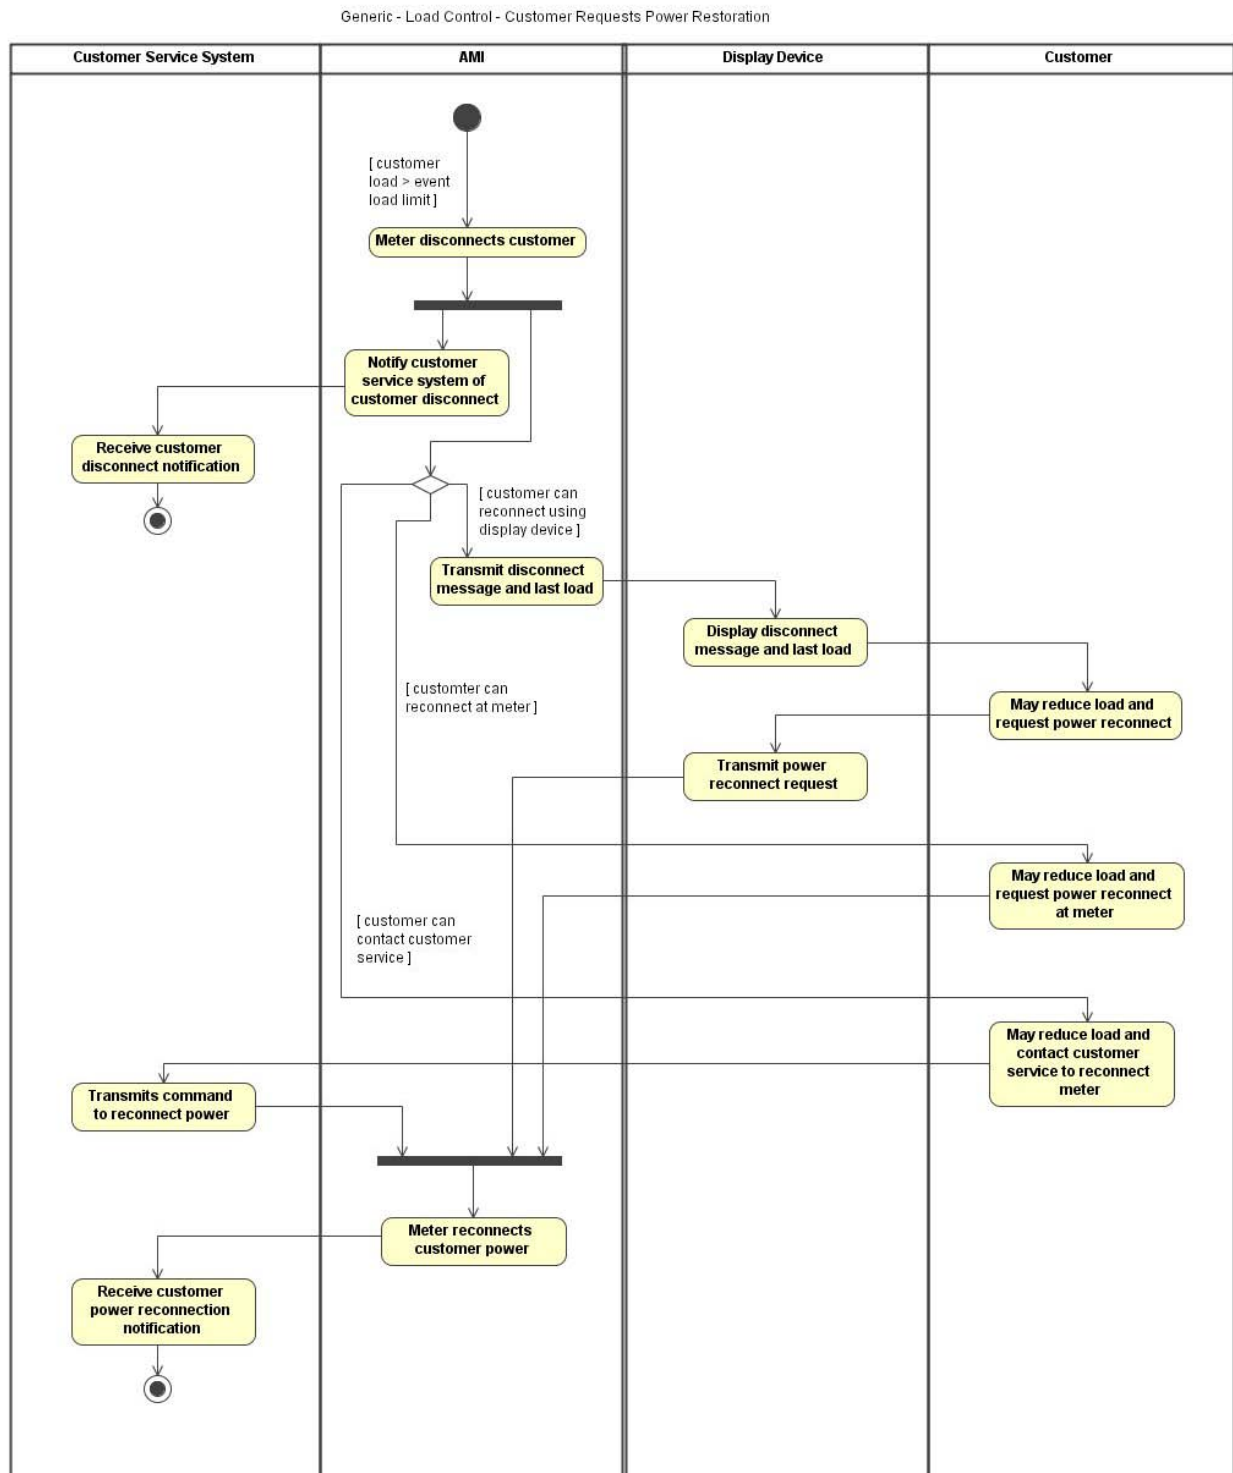 Generic - Load Control - Customer Requests Power Restoration
Customer Service System
AMI
Display Device
Customer
[ customer
load > event
load limit ]
Meter disconnects customer
Notify customer
service system of
customer disconnect
Receive customer
disconnect notification
[ customer can
reconnect using
display device ]
Transmit disconnect
message and last load
Display disconnect
message and last load
[ customter can
reconnect at meter ]
May reduce load and
request power reconnect
Transmit power
reconnect request
May reduce load and
request power reconnect
at meter
[ customer can
contact customer
service ]
May reduce load and
contact customer
service to reconnect
meter
Transmits command
to reconnect power
Meter reconnects
customer power
Receive customer
power reconnection
notification